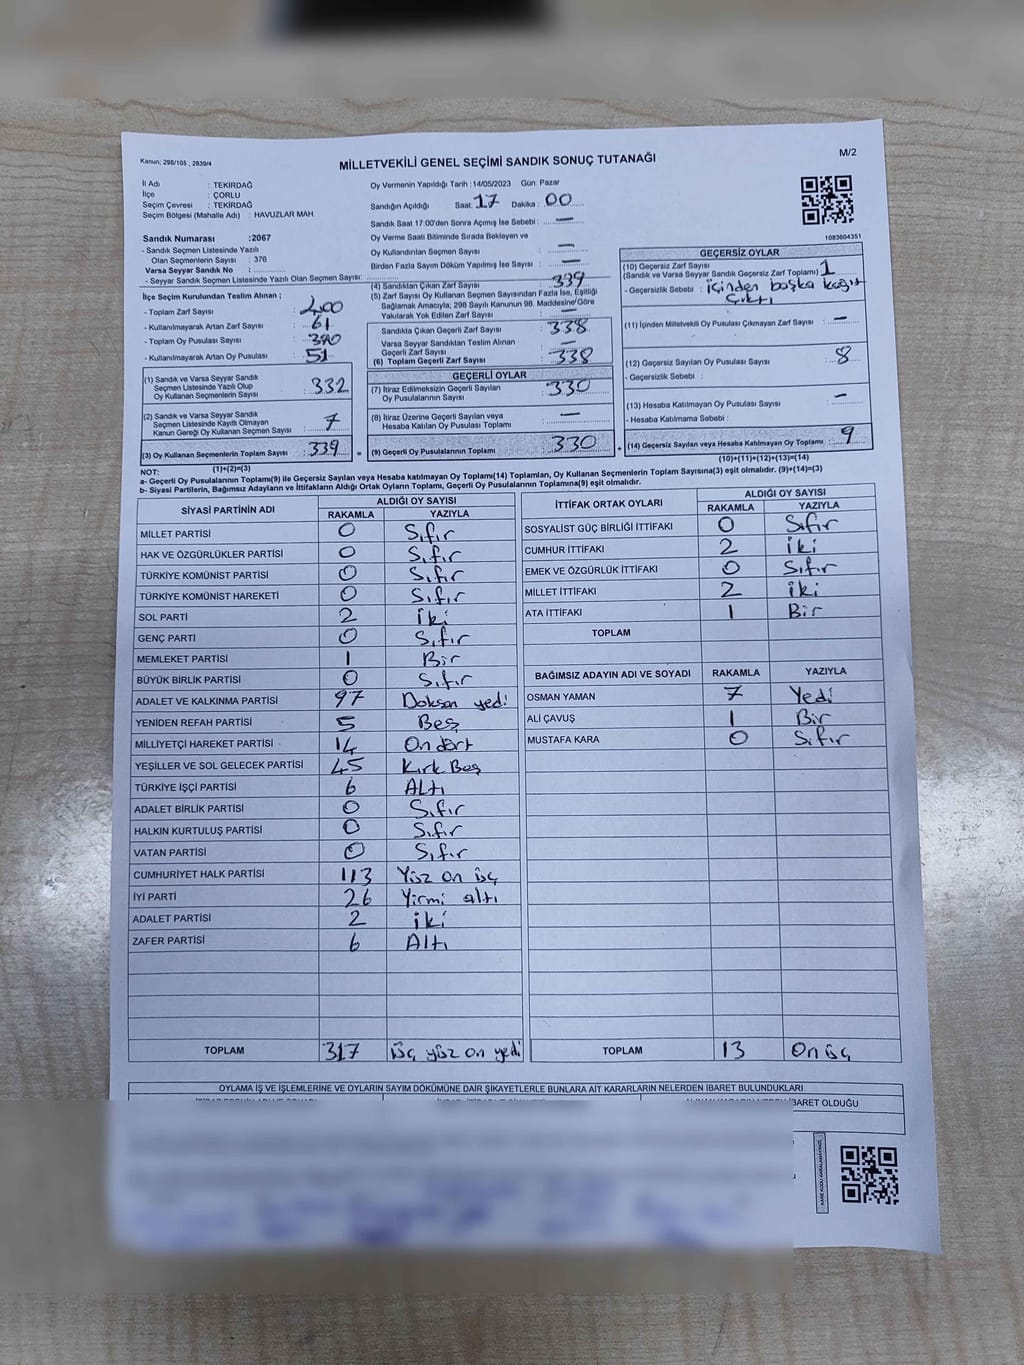 Kanun; 298/105 , 2839/4
MİLLETVEKİLİ GENEL SEÇİMİ SANDIK SONUÇ TUTANAĞI
M/2
İl Adı : TEKİRDAĞ
İlçe : ÇORLU
Seçim Çevresi : TEKİRDAĞ
Seçim Bölgesi (Mahalle Adı) : HAVUZLAR MAH.
Sandık Numarası :2067
- Sandık Seçmen Listesinde Yazılı
Olan Seçmenlerin Sayısı : 376
Varsa Seyyar Sandık No :
- Seyyar Sandık Seçmen Listesinde Yazılı Olan Seçmen Sayısı:
Oy Vermenin Yapıldığı Tarih : 14/05/2023 Gün: Pazar
Sandığın Açıldığı Saat: 17 Dakika : 00
Sandık Saat 17:00'den Sonra Açımış İse Sebebi : —
Oy Verme Saati Bitiminde Sırada Bekleyen ve
Oy Kullandırılan Seçmen Sayısı : —
Birden Fazla Sayım Döküm Yapılmış İse Sayısı : —
1083604351
İlçe Seçim Kurulundan Teslim Alınan ;
- Toplam Zarf Sayısı : 400
- Kullanılmayarak Artan Zarf Sayısı : 61
- Toplam Oy Pusulası : 390
- Kullanılmayarak Artan Oy Pusulası : 51
(1) Sandık ve Varsa Seyyar Sandık
Seçmen Listesinde Yazılı Olup
Oy Kullanan Seçmenlerin Sayısı : 332
(2) Sandık ve Varsa Seyyar Sandık
Seçmen Listesinde Kayıtlı Olmayan
Kanun Gereği Oy Kullanan Seçmen Sayısı : 7
(3) Oy Kullanan Seçmenlerin Toplam Sayısı : 339
(1)+(2)=(3)
(4) Sandıktan Çıkan Zarf Sayısı : 339
(5) Zarf Sayısı Oy Kullanan Seçmen Sayısından Fazla İse, Eşitliği
Sağlamak Amacıyla, 298 Sayılı Kanunun 98. Maddesine Göre
Yakılarak Yok Edilen Zarf Sayısı : —
Sandıkla Çıkan Geçerli Zarf Sayısı : 338
Varsa Seyyar Sandıktan Teslim Alınan
Geçerli Zarf Sayısı : —
(6) Toplam Geçerli Zarf Sayısı : 338
GEÇERLİ OYLAR
(7) İtiraz Edilmeksizin Geçerli Sayılan
Oy Pusulalarının Sayısı : 330
(8) İtiraz Üzerine Geçerli Sayılan veya
Hesaba Katılan Oy Pusulası Toplamı : —
= (9) Geçerli Oy Pusulalarının Toplamı : 330
GEÇERSİZ OYLAR
(10) Geçersiz Zarf Sayısı
(Sandık ve Varsa Seyyar Sandık Geçersiz Zarf Toplamı) : 1
- Geçersizlik Sebebi : içinden başka kağıt
çıktı
(11) İçinden Milletvekili Oy Pusulası Çıkmayan Zarf Sayısı : —
(12) Geçersiz Sayılan Oy Pusulası Sayısı : 8
- Geçersizlik Sebebi :
(13) Hesaba Katılmayan Oy Pusulası Sayısı : —
- Hesaba Katılmama Sebebi :
+ (14) Geçersiz Sayılan veya Hesaba Katılmayan Oy Toplamı : 9
(10)+(11)+(12)+(13)=(14)
NOT:
a- Geçerli Oy Pusulalarının Toplamı(9) ile Geçersiz Sayılan veya Hesaba Katılmayan Oy Toplamı(14) Toplamları, Oy Kullanan Seçmenlerin Toplam Sayısına(3) eşit olmalıdır. (9)+(14)=(3)
b- Siyasi Partilerin, Bağımsız Adayların ve İttifakların Aldığı Ortak Oyların Toplamı, Geçerli Oy Pusulalarının Toplamına(9) eşit olmalıdır.
SİYASİ PARTİNİN ADI ALDIĞI OY SAYISI
RAKAMLA YAZIYLA
MİLLET PARTİSİ 0 Sıfır
HAK VE ÖZGÜRLÜKLER PARTİSİ 0 Sıfır
TÜRKİYE KOMÜNİST PARTİSİ 0 Sıfır
TÜRKİYE KOMÜNİST HAREKETİ 0 Sıfır
SOL PARTİ 2 iki
GENÇ PARTİ 0 Sıfır
MEMLEKET PARTİSİ 1 Bir
BÜYÜK BİRLİK PARTİSİ 0 Sıfır
ADALET VE KALKINMA PARTİSİ 97 Doksan yedi
YENİDEN REFAH PARTİSİ 5 Beş
MİLLİYETÇİ HAREKET PARTİSİ 14 On dört
YEŞİLLER VE SOL GELECEK PARTİSİ 45 Kırk Beş
TÜRKİYE İŞÇİ PARTİSİ 6 Altı
ADALET BİRLİK PARTİSİ 0 Sıfır
HALKIN KURTULUŞ PARTİSİ 0 Sıfır
VATAN PARTİSİ 0 Sıfır
CUMHURİYET HALK PARTİSİ 113 Yüz on üç
İYİ PARTİ 26 Yirmi altı
ADALET PARTİSİ 2 iki
ZAFER PARTİSİ 6 Altı
TOPLAM 317 üç yüz on yedi
İTTİFAK ORTAK OYLARI ALDIĞI OY SAYISI
RAKAMLA YAZIYLA
SOSYALİST GÜÇ BİRLİĞİ İTTİFAKI 0 Sıfır
CUMHUR İTTİFAKI 2 iki
EMEK VE ÖZGÜRLÜK İTTİFAKI 0 Sıfır
MİLLET İTTİFAKI 2 iki
ATA İTTİFAKI 1 Bir
TOPLAM
BAĞIMSIZ ADAYIN ADI VE SOYADI RAKAMLA YAZIYLA
OSMAN YAMAN 7 Yedi
ALİ ÇAVUŞ 1 Bir
MUSTAFA KARA 0 Sıfır
TOPLAM 13 On üç
OYLAMA İŞ VE İŞLEMLERİNE VE OYLARIN SAYIM DÖKÜMÜNE DAİR ŞİKAYETLERLE BUNLARA AİT KARARLARIN NELERDEN İBARET BULUNDUKLARI
İBARET OLDUĞU